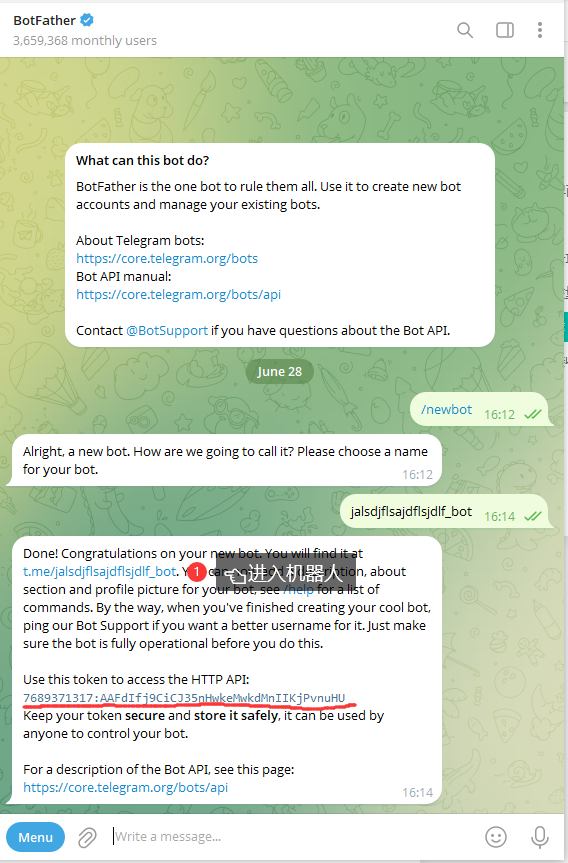 BotFather
3,659,368 monthly users
What can this bot do?
BotFather is the one bot to rule them all. Use it to create new bot
accounts and manage your existing bots.
About Telegram bots:
https://core.telegram.org/bots
Bot API manual:
https://core.telegram.org/bots/api
Contact @BotSupport if you have questions about the Bot API.
June 28
/newbot 16:12
Alright, a new bot. How are we going to call it? Please choose a name
for your bot.
16:12
jalsdjflsajdflsjdlf_bot 16:14
Done! Congratulations on your new bot. You will find it at
t.me/jalsdjflsajdflsjdlf_bot. about
1 进入机器人
section and profile picture for your bot, see /help for a list of
commands. By the way, when you've finished creating your cool bot,
ping our Bot Support if you want a better username for it. Just make
sure the bot is fully operational before you do this.
Use this token to access the HTTP API:
7689371317:AAFdIfj9CiCJ35nHwkeMwkdMnIIKjPvnuHU
Keep your token secure and store it safely, it can be used by
anyone to control your bot.
For a description of the Bot API, see this page:
https://core.telegram.org/bots/api
16:14
Menu
Write a message...